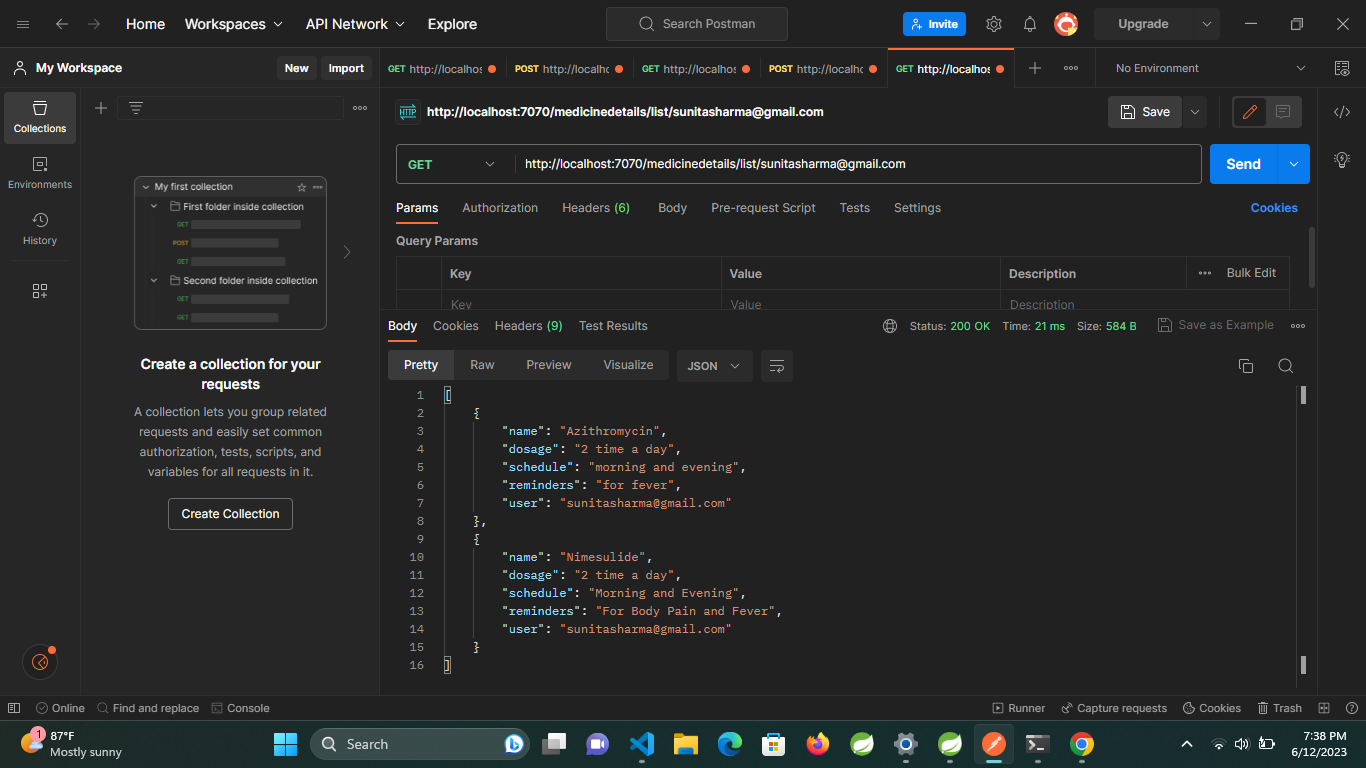 Home Workspaces API Network Explore Search Postman Invite Upgrade
My Workspace New Import GET http://localhos POST http://localhc GET http://localhos POST http://localhc GET http://localhos No Environment
Collections
Environments
History
My first collection
First folder inside collection
GET
POST
GET
Second folder inside collection
GET
GET
Create a collection for your
requests
A collection lets you group related
requests and easily set common
authorization, tests, scripts, and
variables for all requests in it.
Create Collection
HTTP http://localhost:7070/medicinedetails/list/sunitasharma@gmail.com Save
GET http://localhost:7070/medicinedetails/list/sunitasharma@gmail.com Send
Params Authorization Headers (6) Body Pre-request Script Tests Settings Cookies
Query Params
Key Value Description Bulk Edit
Key Value Description
Body Cookies Headers (9) Test Results Status: 200 OK Time: 21 ms Size: 584 B Save as Example
Pretty Raw Preview Visualize JSON
1 [
2 {
3 "name": "Azithromycin",
4 "dosage": "2 time a day",
5 "schedule": "morning and evening",
6 "reminders": "for fever",
7 "user": "sunitasharma@gmail.com"
8 },
9 {
10 "name": "Nimesulide",
11 "dosage": "2 time a day",
12 "schedule": "Morning and Evening",
13 "reminders": "For Body Pain and Fever",
14 "user": "sunitasharma@gmail.com"
15 }
16 ]
Online Find and replace Console Runner Capture requests Cookies Trash
1 87°F
Mostly sunny
Search
7:38 PM
6/12/2023